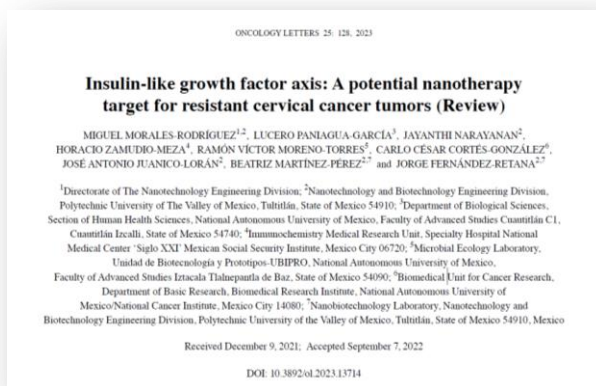 ONCOLOGY LETTERS 25: 128, 2023
Insulin-like growth factor axis: A potential nanotherapy
target for resistant cervical cancer tumors (Review)
MIGUEL MORALES-RODRÍGUEZ1,2, LUCERO PANIAGUA-GARCÍA3, JAYANTHI NARAYANAN2,
HORACIO ZAMUDIO-MEZA4, RAMÓN VÍCTOR MORENO-TORRES5, CARLO CÉSAR CORTÉS-GONZÁLEZ6,
JOSÉ ANTONIO JUANICO-LORÁN2, BEATRIZ MARTÍNEZ-PÉREZ2,7 and JORGE FERNÁNDEZ-RETANA2,7
1Directorate of The Nanotechnology Engineering Division; 2Nanotechnology and Biotechnology Engineering Division,
Polytechnic University of The Valley of Mexico, Tultitlán, State of Mexico 54910; 3Department of Biological Sciences,
Section of Human Health Sciences, National Autonomous University of Mexico, Faculty of Advanced Studies Cuautitlán C1,
Cuautitlán Izcalli, State of Mexico 54740; 4Immunochemistry Medical Research Unit, Specialty Hospital National
Medical Center 'Siglo XXI' Mexican Social Security Institute, Mexico City 06720; 5Microbial Ecology Laboratory,
Unidad de Biotecnología y Prototipos-UBIPRO, National Autonomous University of Mexico,
Faculty of Advanced Studies Iztacala Tlalnepantla de Baz, State of Mexico 54090; 6Biomedical Unit for Cancer Research,
Department of Basic Research, Biomedical Research Institute, National Autonomous University of
Mexico/National Cancer Institute, Mexico City 14080; 7Nanobiotechnology Laboratory, Nanotechnology and
Biotechnology Engineering Division, Polytechnic University of the Valley of Mexico, Tultitlán, State of Mexico 54910, Mexico
Received December 9, 2021; Accepted September 7, 2022
DOI: 10.3892/ol.2023.13714